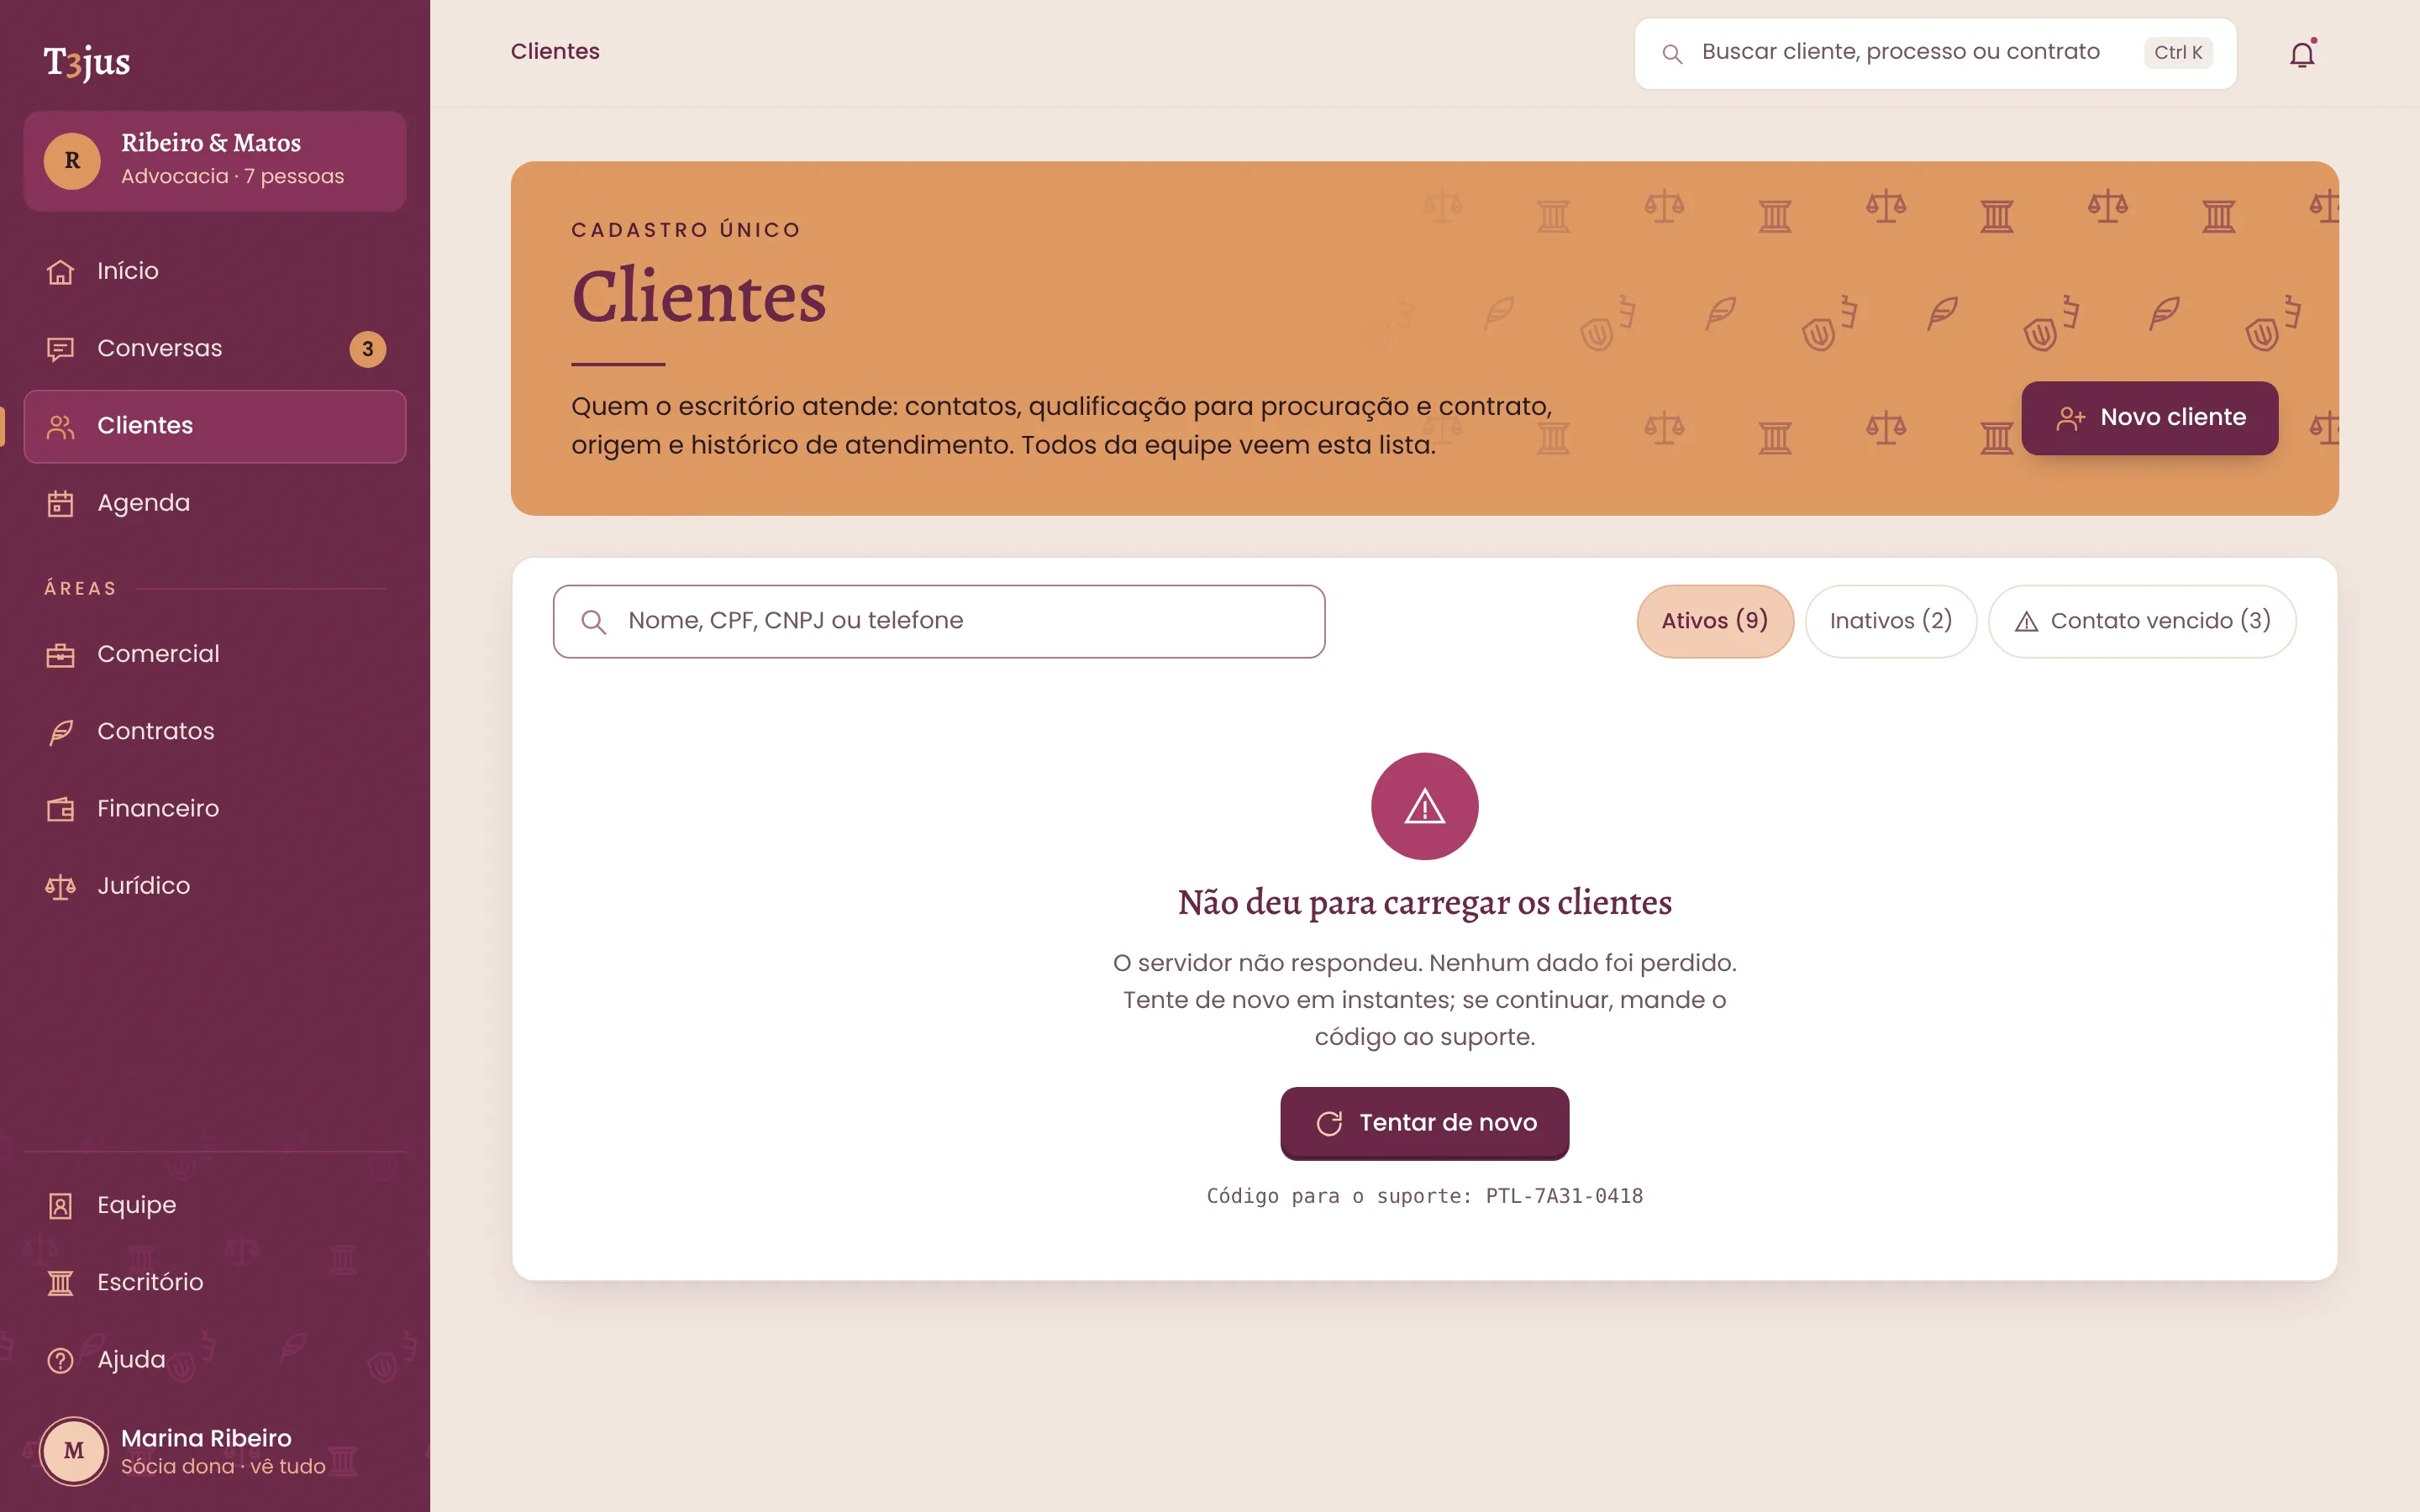 T3jus
R
Ribeiro & Matos
Advocacia · 7 pessoas
Início
Conversas
3
Clientes
Agenda
ÁREAS
Comercial
Contratos
Financeiro
Jurídico
Equipe
Escritório
Ajuda
M
Marina Ribeiro
Sócia dona · vê tudo
Clientes
Buscar cliente, processo ou contrato
Ctrl K
CADASTRO ÚNICO
Clientes
Quem o escritório atende: contatos, qualificação para procuração e contrato,
origem e histórico de atendimento. Todos da equipe veem esta lista.
Novo cliente
Nome, CPF, CNPJ ou telefone
Ativos (9)
Inativos (2)
Contato vencido (3)
Não deu para carregar os clientes
O servidor não respondeu. Nenhum dado foi perdido.
Tente de novo em instantes; se continuar, mande o
código ao suporte.
Tentar de novo
Código para o suporte: PTL-7A31-0418